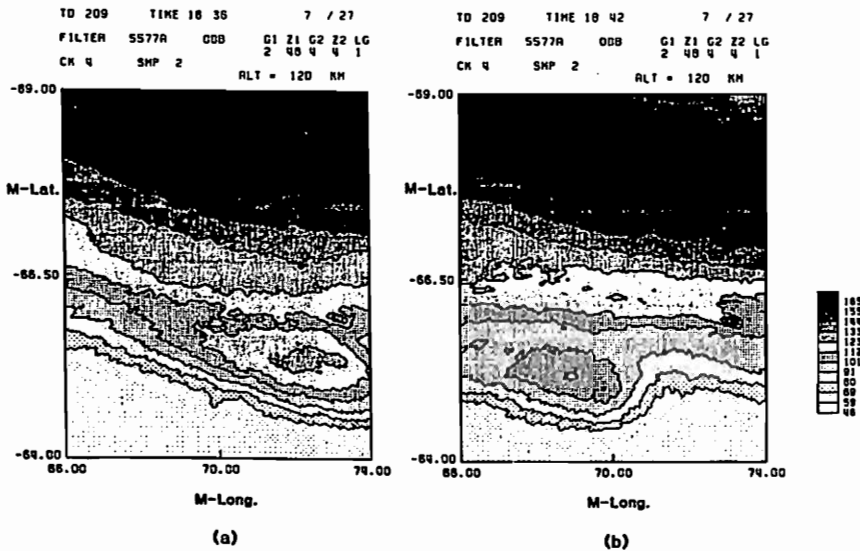 TD 209 TIME 18 36 7 / 27
FILTER 5577A ODB G1 Z1 G2 Z2 LG
2 48 4 4 1
CK 4 SMP 2
ALT = 120 KM
-69.00
M-Lat.
-66.50
-64.00
66.00 70.00 74.00
M-Long.
(a)
TD 209 TIME 18 42 7 / 27
FILTER 5577A ODB G1 Z1 G2 Z2 LG
2 48 4 4 1
CK 4 SMP 2
ALT = 120 KM
-69.00
M-Lat.
-66.50
-64.00
66.00 70.00 74.00
M-Long.
(b)
165
155
144
123
112
101
91
80
69
59
48